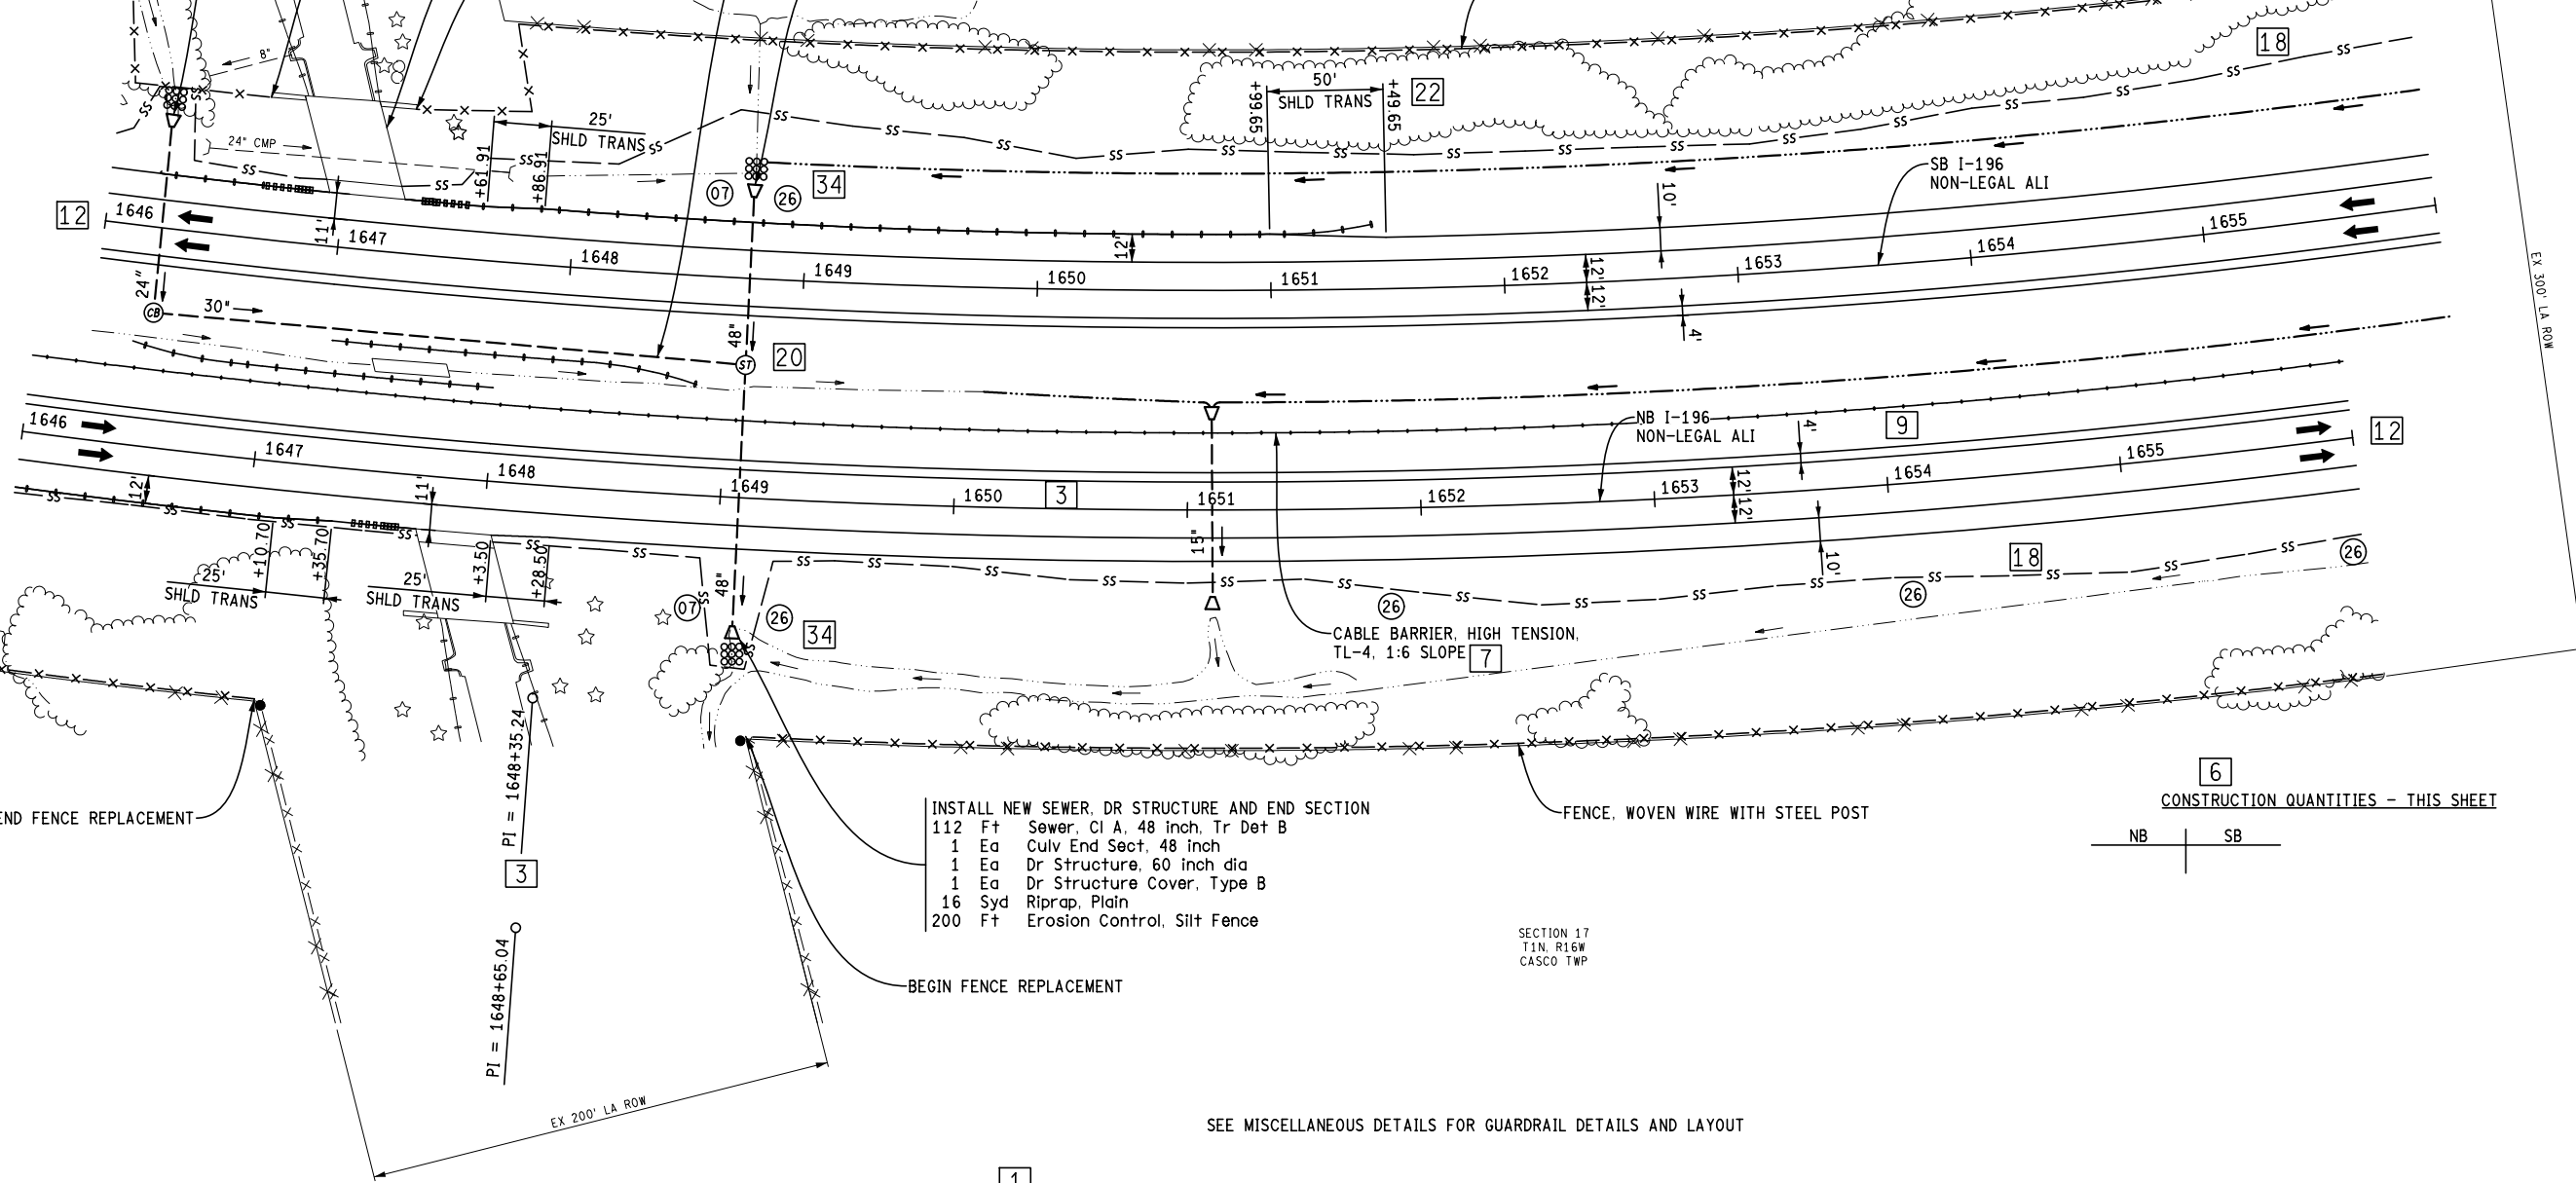 8"
18
50'
SHLD TRANS
+99.65
+49.65
22
25'
SHLD TRANS
SS
24" CMP
+61.91
+86.91
07
26
34
SB I-196
NON-LEGAL ALI
12
1646
1647
1648
1649
1650
1651
1652
1653
1654
1655
11'
12'
10'
12'
12'
4'
EX 300' LA ROW
24"
CB
30"
48"
ST
20
NB I-196
NON-LEGAL ALI
9
4'
12
1646
1647
1648
1649
1650
3
1651
1652
1653
1654
1655
12'
11'
12'
12'
10'
15"
18
26
26
26
+10.70
+35.70
25'
SHLD TRANS
25'
SHLD TRANS
+3.50
+28.50
48"
07
26
34
CABLE BARRIER, HIGH TENSION,
TL-4, 1:6 SLOPE
7
PI = 1648+35.24
3
PI = 1648+65.04
END FENCE REPLACEMENT
INSTALL NEW SEWER, DR STRUCTURE AND END SECTION
112 Ft Sewer, Cl A, 48 inch, Tr Det B
1 Ea Culv End Sect, 48 inch
1 Ea Dr Structure, 60 inch dia
1 Ea Dr Structure Cover, Type B
16 Syd Riprap, Plain
200 Ft Erosion Control, Silt Fence
FENCE, WOVEN WIRE WITH STEEL POST
6
CONSTRUCTION QUANTITIES - THIS SHEET
NB SB
SECTION 17
T1N, R16W
CASCO TWP
BEGIN FENCE REPLACEMENT
EX 200' LA ROW
SEE MISCELLANEOUS DETAILS FOR GUARDRAIL DETAILS AND LAYOUT
1